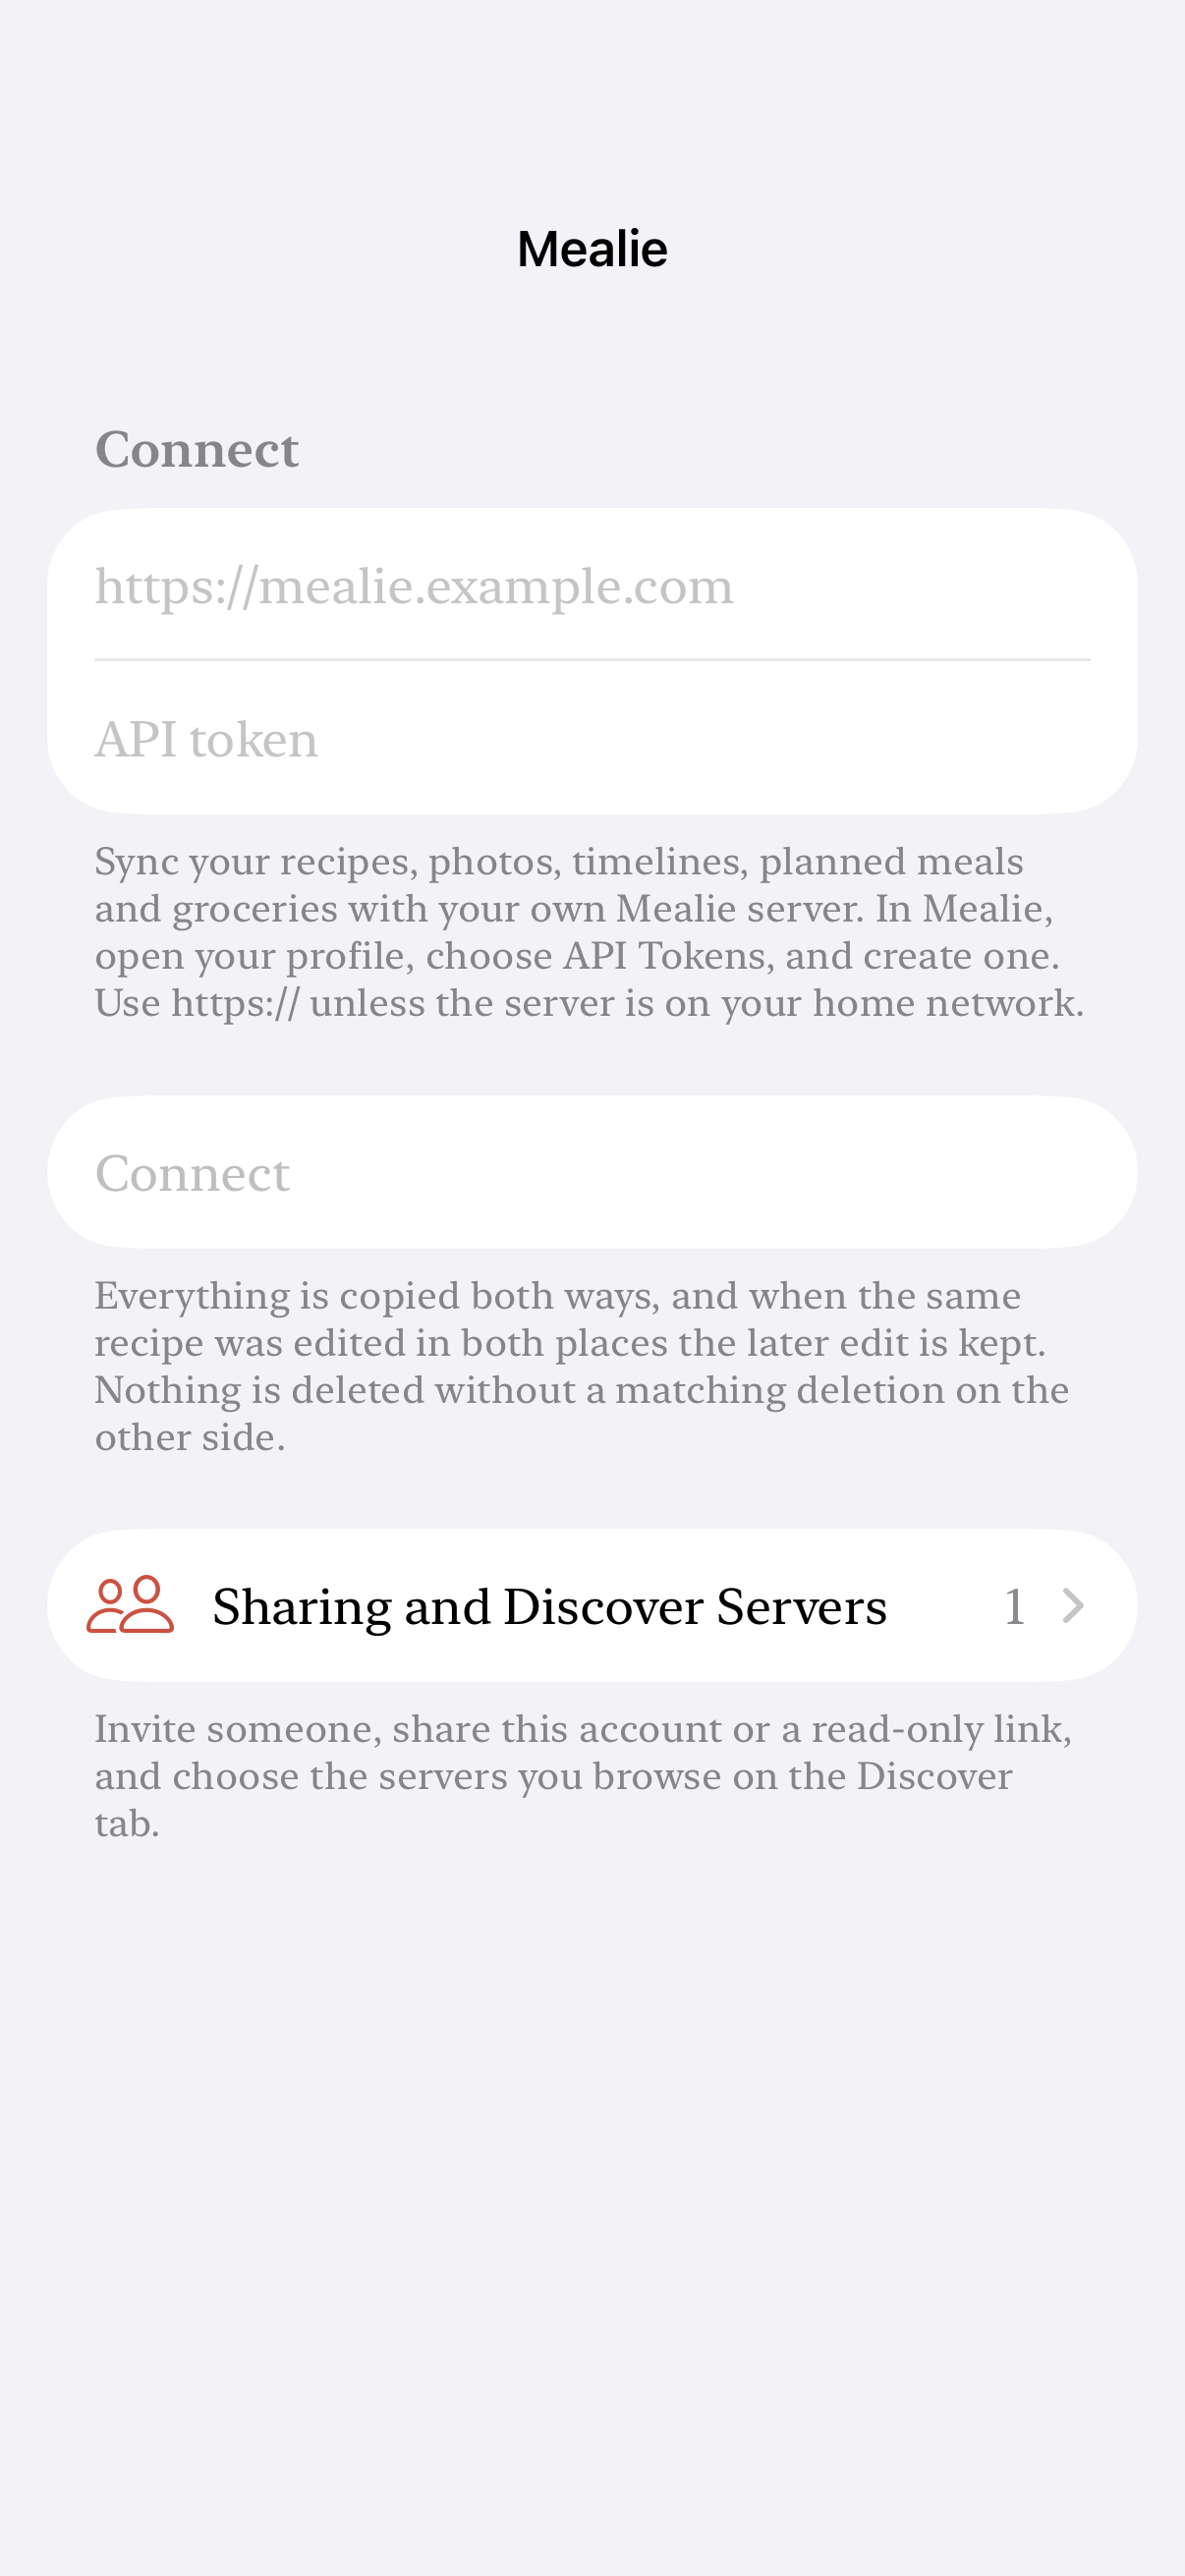 Mealie
Connect
https://mealie.example.com
API token
Sync your recipes, photos, timelines, planned meals
and groceries with your own Mealie server. In Mealie,
open your profile, choose API Tokens, and create one.
Use https:// unless the server is on your home network.
Connect
Everything is copied both ways, and when the same
recipe was edited in both places the later edit is kept.
Nothing is deleted without a matching deletion on the
other side.
Sharing and Discover Servers 1
Invite someone, share this account or a read-only link,
and choose the servers you browse on the Discover
tab.